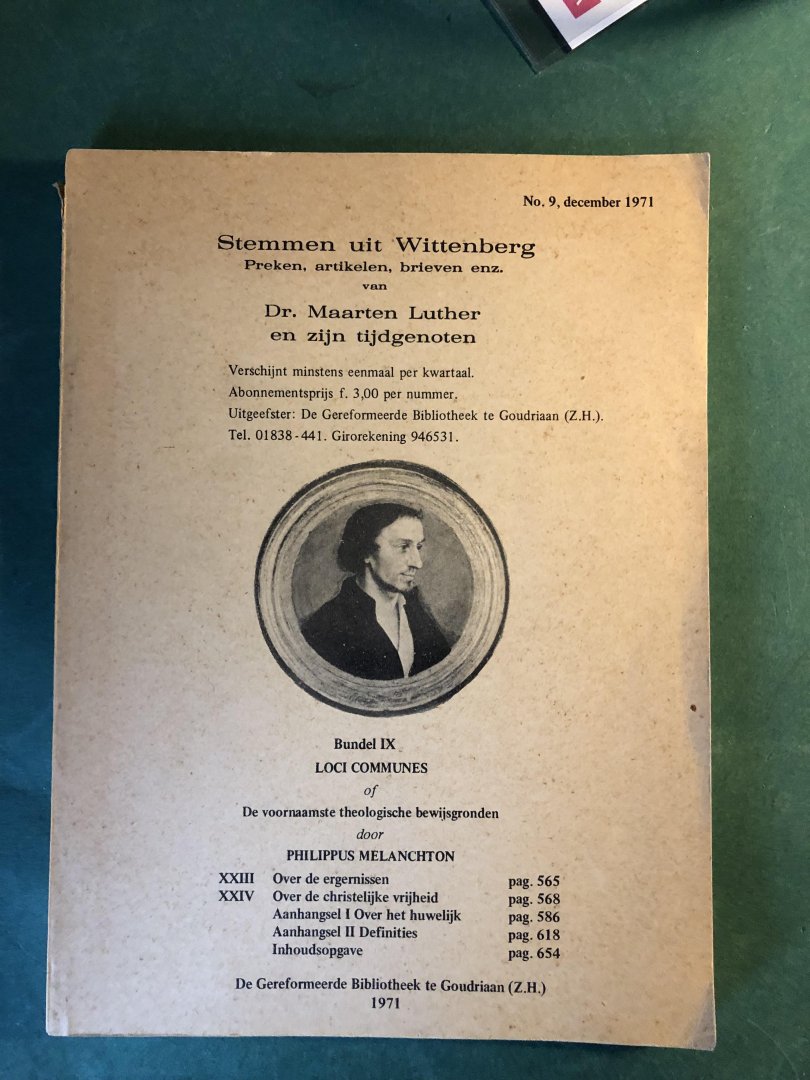 No. 9, december 1971
Stemmen uit Wittenberg
Preken, artikelen, brieven enz.
van
Dr. Maarten Luther
en zijn tijdgenoten
Verschijnt minstens eenmaal per kwartaal.
Abonnementsprijs f. 3,00 per nummer.
Uitgeefster: De Gereformeerde Bibliotheek te Goudriaan (Z.H.).
Tel. 01838-441. Girorekening 946531.
Bundel IX
LOCI COMMUNES
of
De voornaamste theologische bewijsgronden
door
PHILIPPUS MELANCHTON
XXIII Over de ergernissen pag. 565
XXIV Over de christelijke vrijheid pag. 568
Aanhangsel I Over het huwelijk pag. 586
Aanhangsel II Definities pag. 618
Inhoudsopgave pag. 654
De Gereformeerde Bibliotheek te Goudriaan (Z.H.)
1971